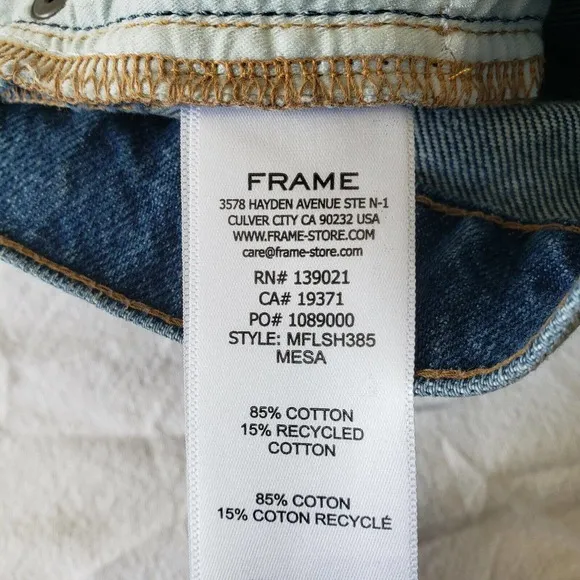 FRAME
3578 HAYDEN AVENUE STE N-1
CULVER CITY CA 90232 USA
WWW.FRAME-STORE.COM
care@frame-store.com
RN# 139021
CA# 19371
PO# 1089000
STYLE: MFLSH385
MESA
85% COTTON
15% RECYCLED
COTTON
85% COTON
15% COTON RECYCLÉ